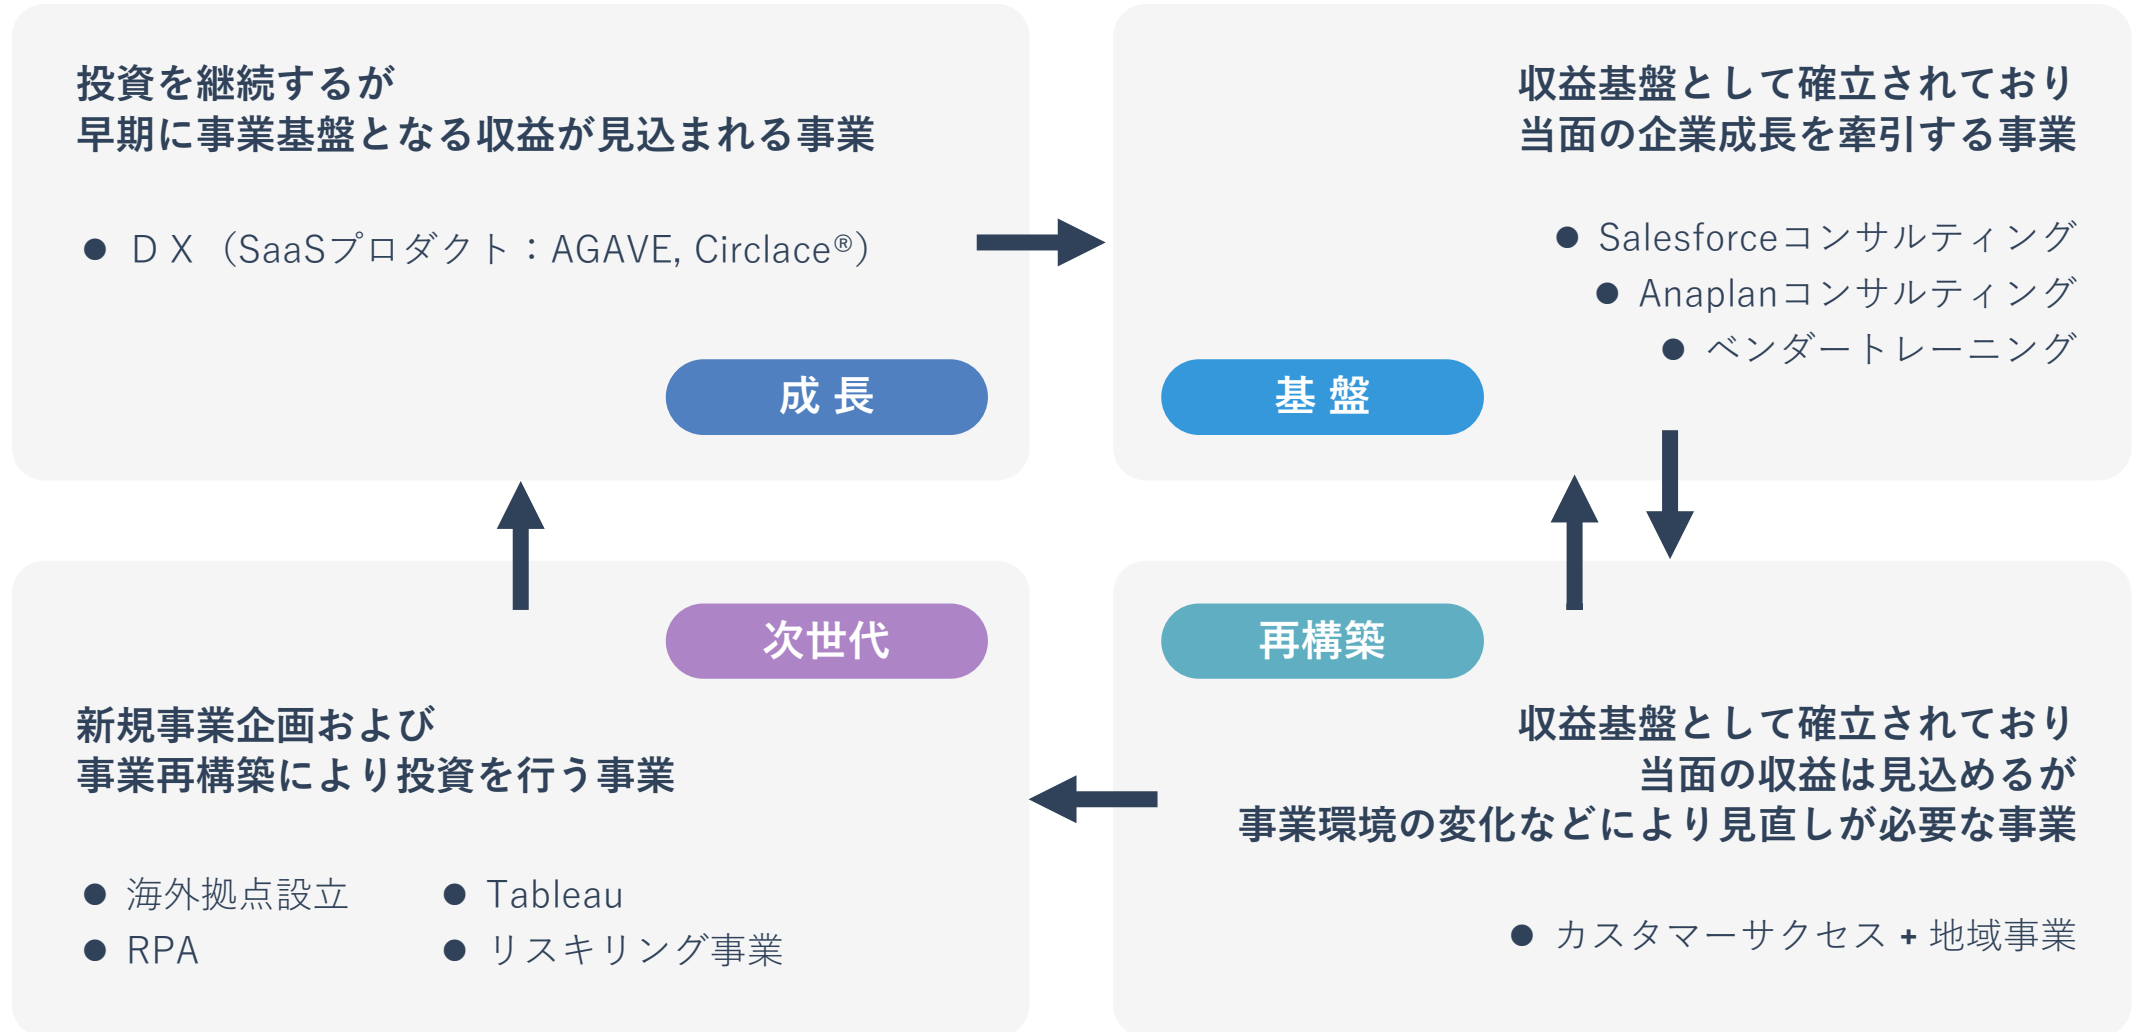 投資を継続するが
早期に事業基盤となる収益が見込まれる事業
● ＤＸ（SaaSプロダクト：AGAVE, Circlace®）
成 長
収益基盤として確立されており
当面の企業成長を牽引する事業
● Salesforceコンサルティング
● Anaplanコンサルティング
● ベンダートレーニング
基 盤
次世代
新規事業企画および
事業再構築により投資を行う事業
● 海外拠点設立
● RPA
● Tableau
● リスキリング事業
再構築
収益基盤として確立されており
当面の収益は見込めるが
事業環境の変化などにより見直しが必要な事業
● カスタマーサクセス + 地域事業